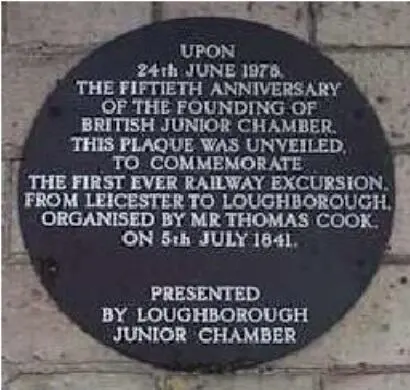 UPON
24th JUNE 1978,
THE FIFTIETH ANNIVERSARY
OF THE FOUNDING OF
BRITISH JUNIOR CHAMBER,
THIS PLAQUE WAS UNVEILED,
TO COMMEMORATE
THE FIRST EVER RAILWAY EXCURSION,
FROM LEICESTER TO LOUGHBOROUGH,
ORGANISED BY MR THOMAS COOK,
ON 5th JULY 1841.
PRESENTED
BY LOUGHBOROUGH
JUNIOR CHAMBER